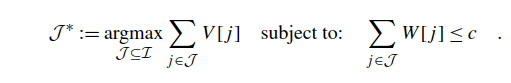 𝒥* := argmax_{𝒥⊆ℐ} ∑_{j∈𝒥} V[j] subject to: ∑_{j∈𝒥} W[j] ≤ c .